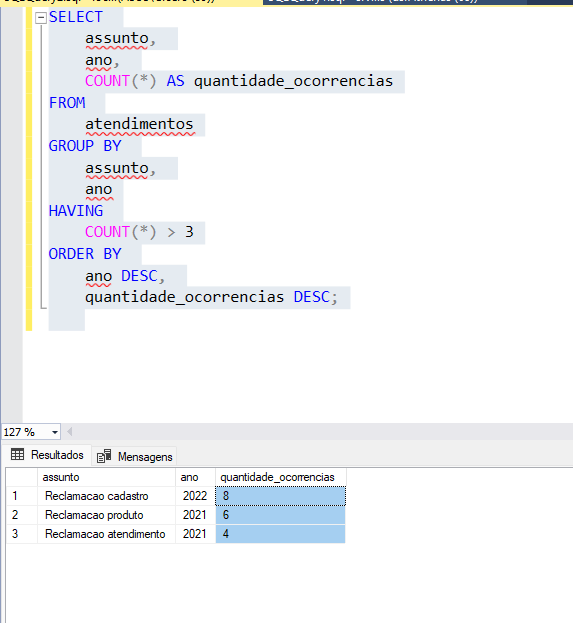 SELECT
assunto,
ano,
COUNT(*) AS quantidade_ocorrencias
FROM
atendimentos
GROUP BY
assunto,
ano
HAVING
COUNT(*) > 3
ORDER BY
ano DESC,
quantidade_ocorrencias DESC;
127 %
Resultados Mensagens
assunto ano quantidade_ocorrencias
1 Reclamacao cadastro 2022 8
2 Reclamacao produto 2021 6
3 Reclamacao atendimento 2021 4